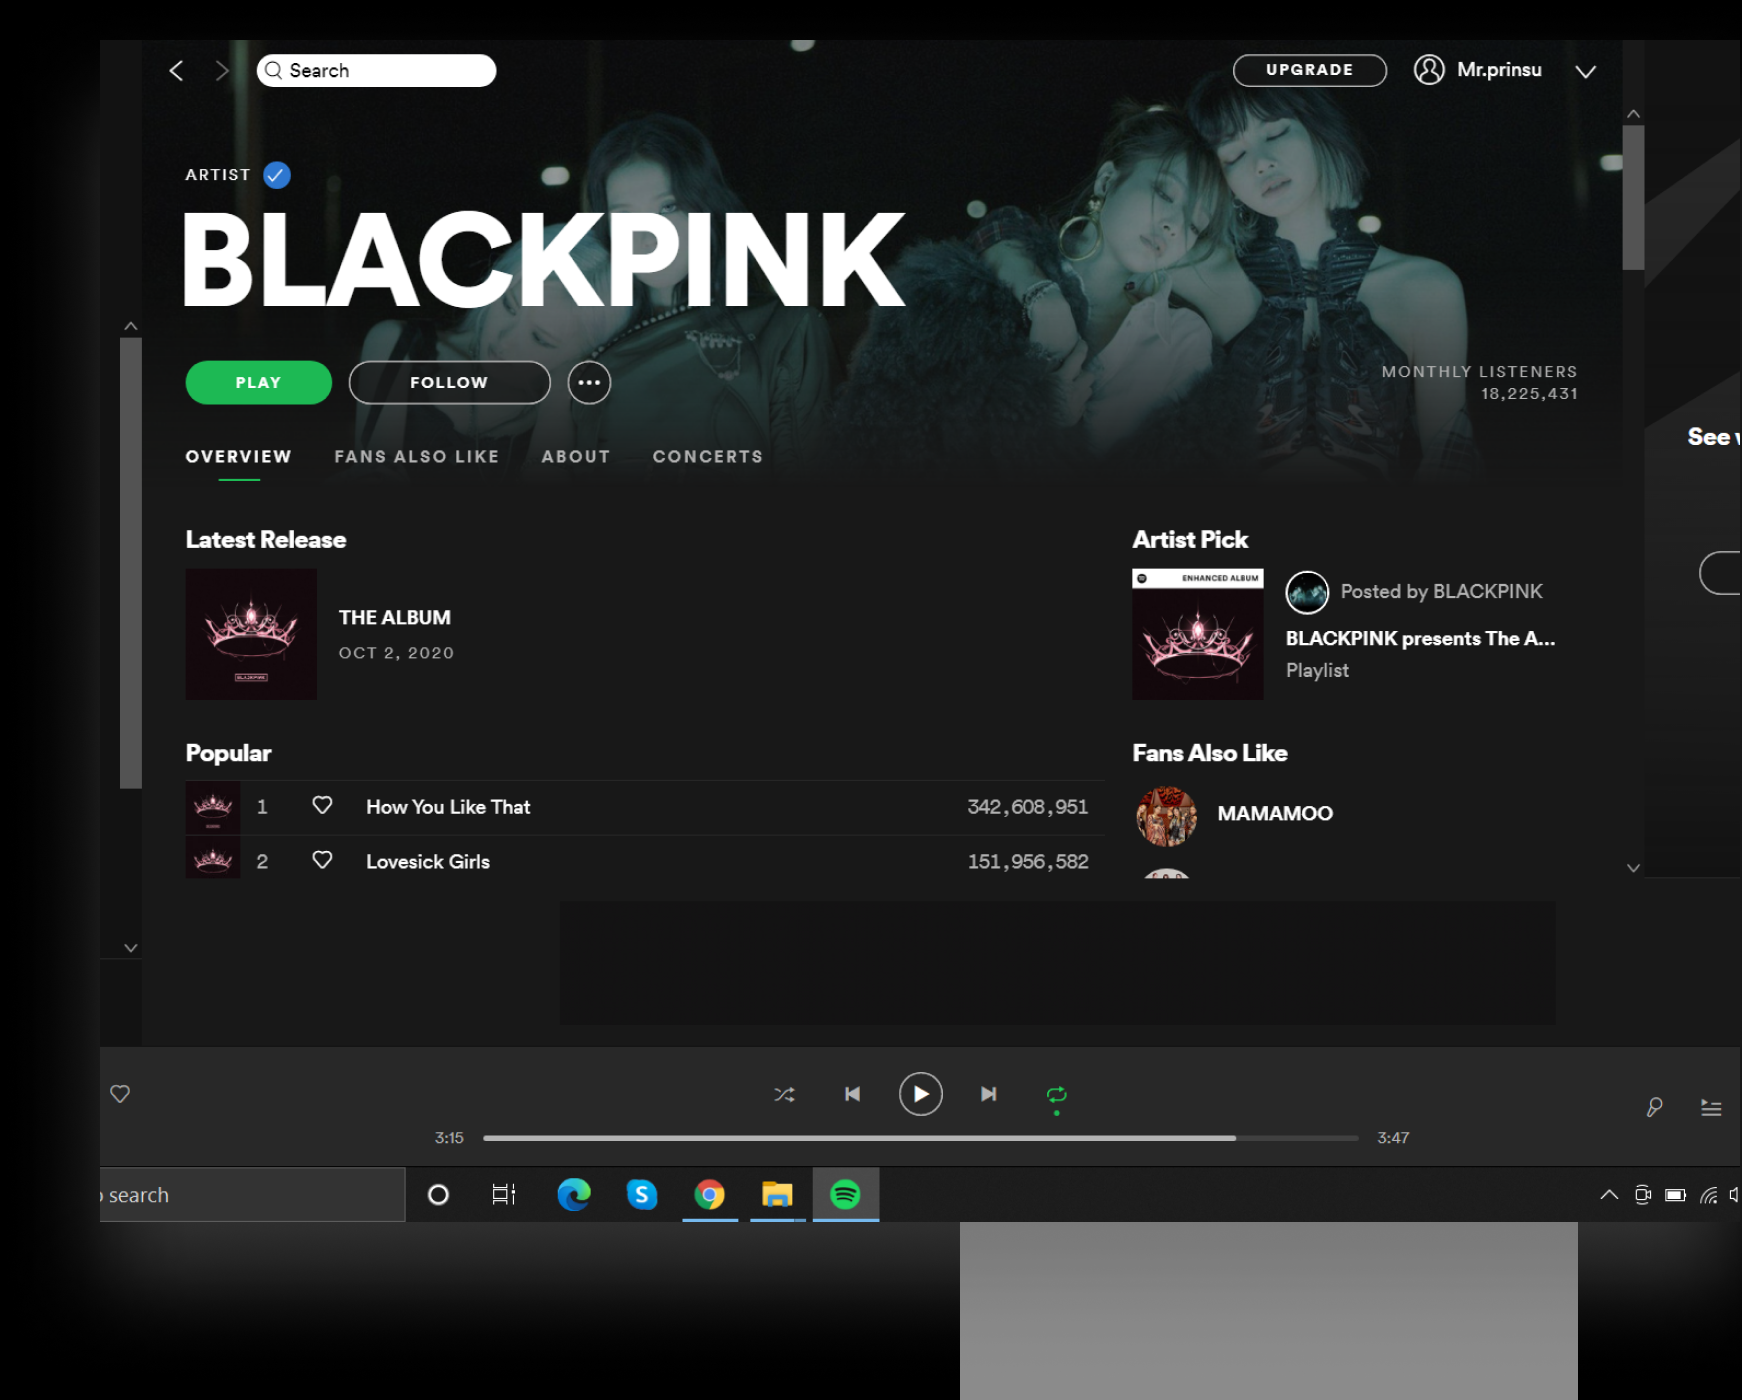 Search
UPGRADE
Mr.prinsu
ARTIST
BLACKPINK
PLAY
FOLLOW
MONTHLY LISTENERS
18,225,431
OVERVIEW
FANS ALSO LIKE
ABOUT
CONCERTS
See
Latest Release
THE ALBUM
OCT 2, 2020
BLACKPINK
Artist Pick
ENHANCED ALBUM
Posted by BLACKPINK
BLACKPINK presents The A...
Playlist
Popular
1 How You Like That 342,608,951
2 Lovesick Girls 151,956,582
Fans Also Like
MAMAMOO
3:15
3:47
search